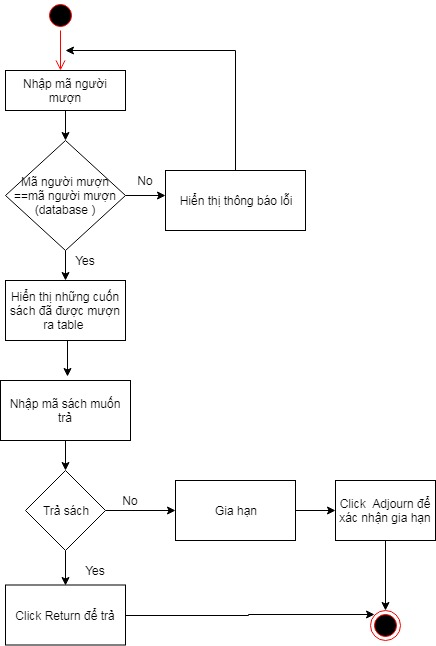 Nhập mã người
mượn
Mã người mượn
==mã người mượn
(database )
No
Hiển thị thông báo lỗi
Yes
Hiển thị những cuốn
sách đã được mượn
ra table
Nhập mã sách muốn
trả
Trả sách
No
Gia hạn
Click Adjourn để
xác nhận gia hạn
Yes
Click Return để trả